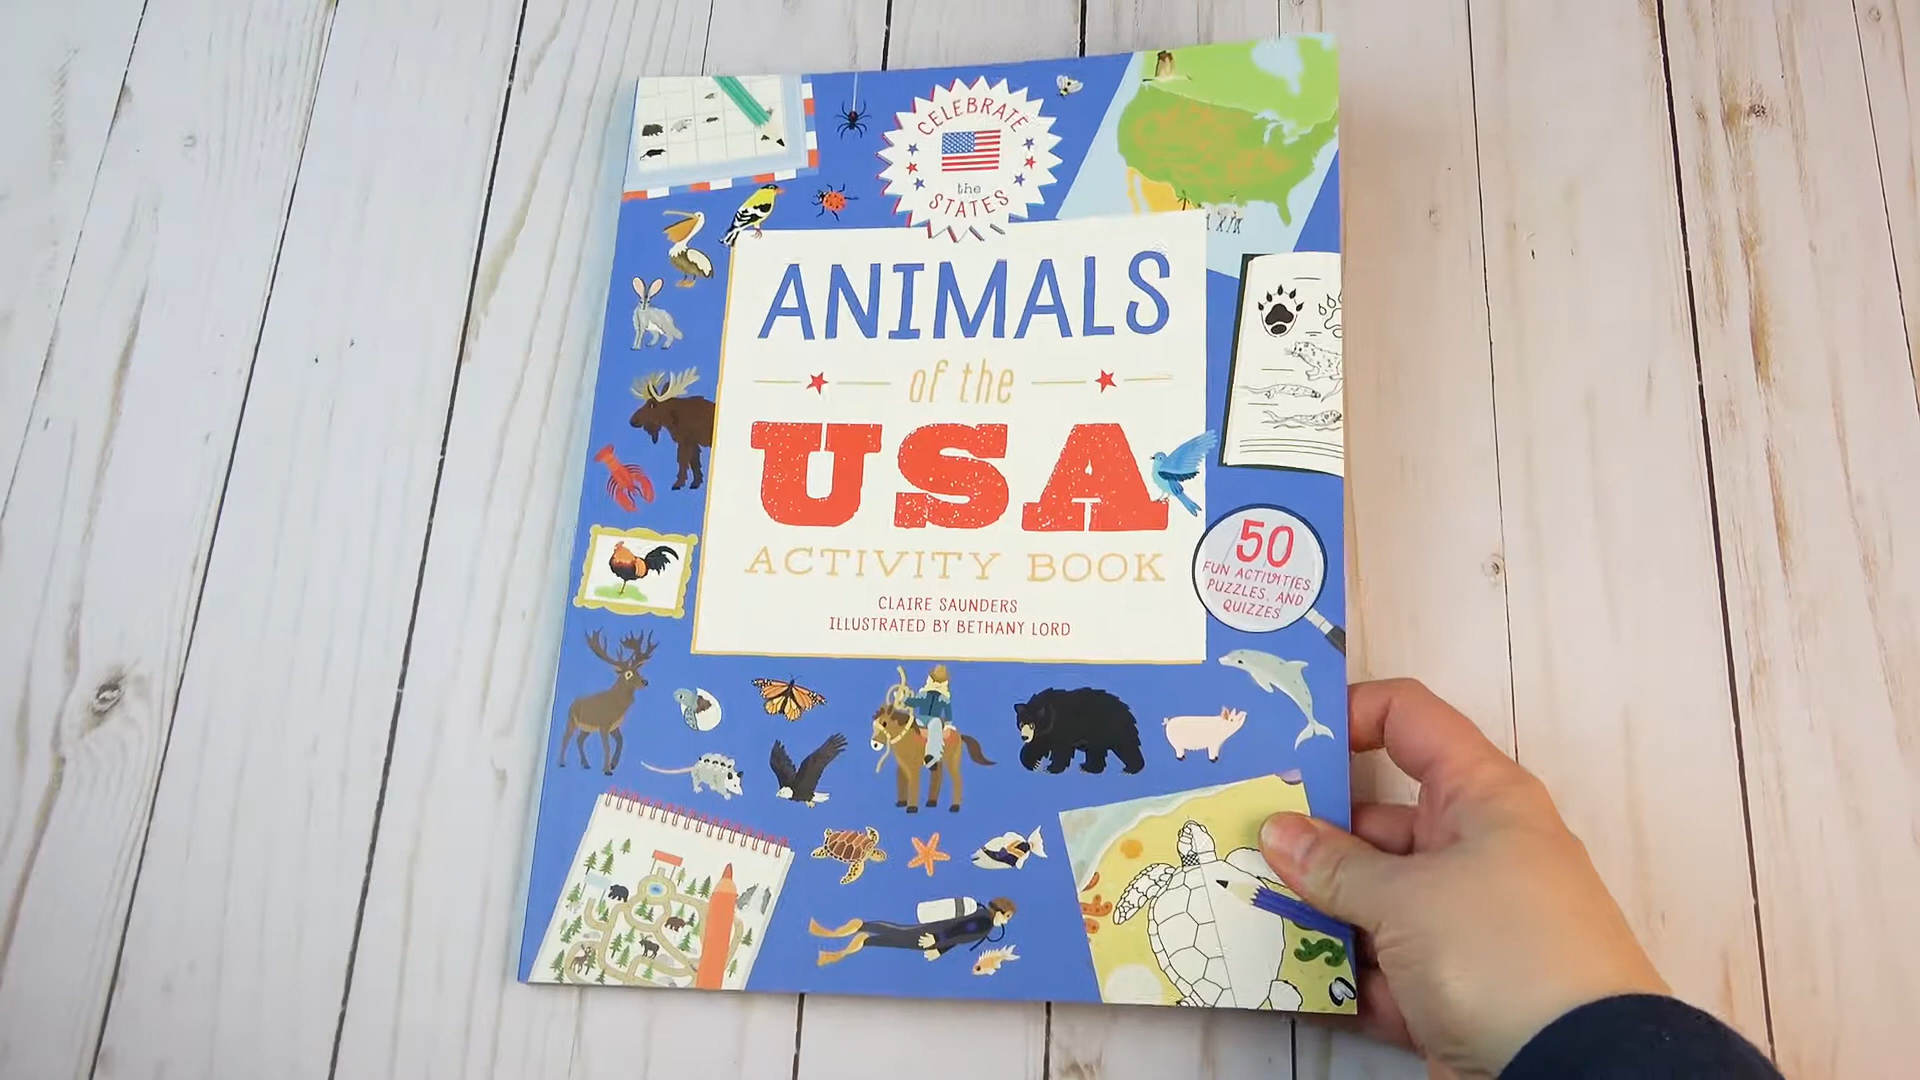 CELEBRATE
the
STATES
ANIMALS
of the
USA
ACTIVITY BOOK
CLAIRE SAUNDERS
ILLUSTRATED BY BETHANY LORD
50
FUN ACTIVITIES,
PUZZLES, AND
QUIZZES